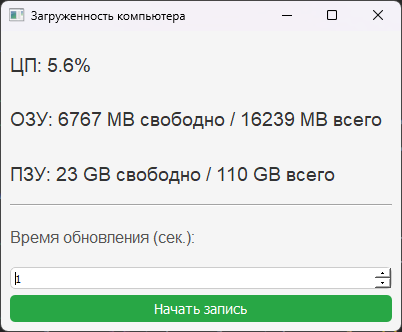 Загруженность компьютера
ЦП: 5.6%
ОЗУ: 6767 MB свободно / 16239 MB всего
ПЗУ: 23 GB свободно / 110 GB всего
Время обновления (сек.):
1
Начать запись